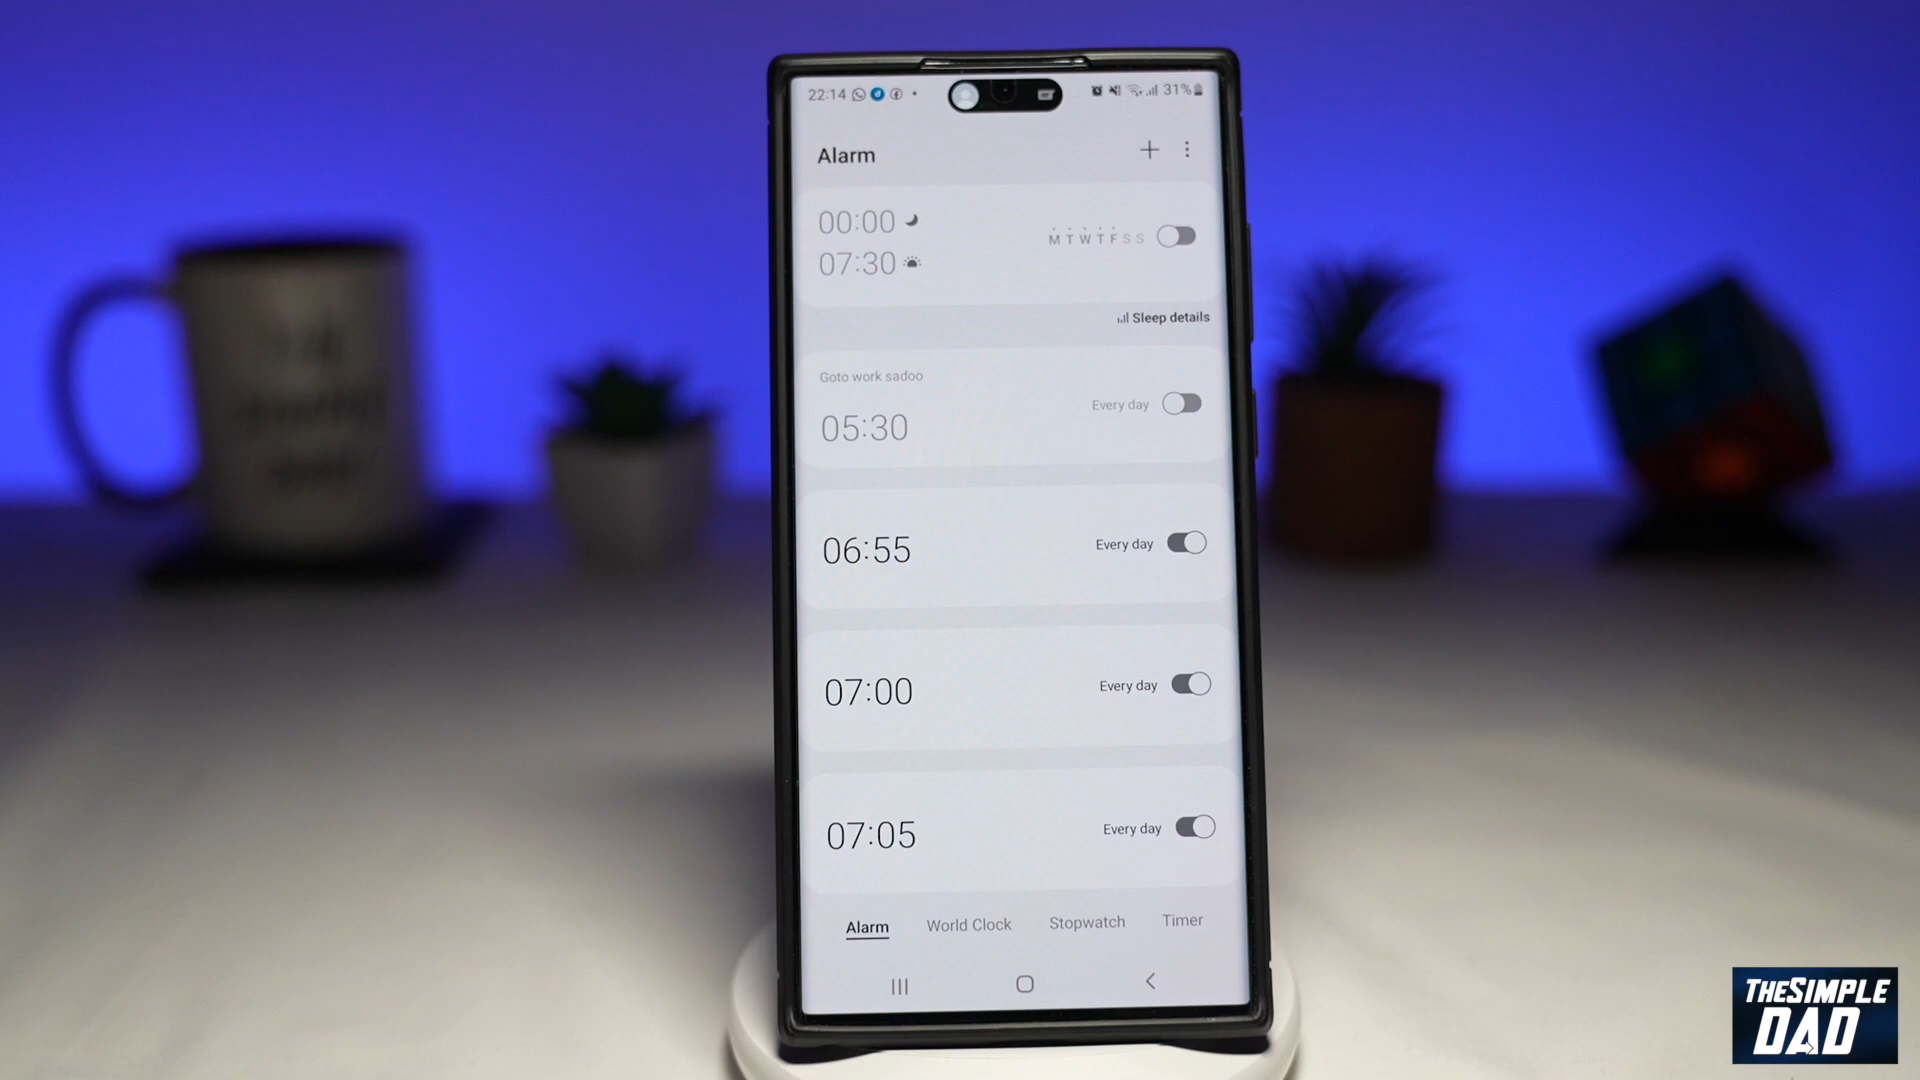 22:14
31%
Alarm
00:00
M T W T F S S
07:30
Sleep details
Goto work sadoo
05:30
Every day
06:55
Every day
07:00
Every day
07:05
Every day
Alarm World Clock Stopwatch Timer
THESIMPLE
DAD